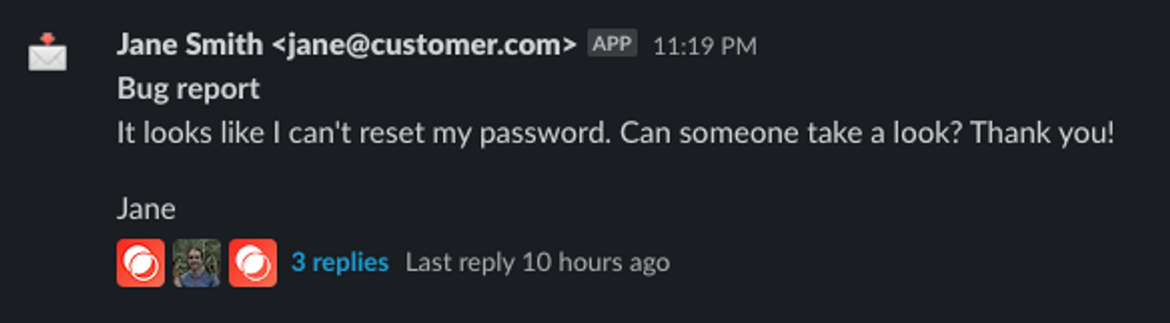 Jane Smith <jane@customer.com> APP 11:19 PM
Bug report
It looks like I can't reset my password. Can someone take a look? Thank you!
Jane
3 replies Last reply 10 hours ago